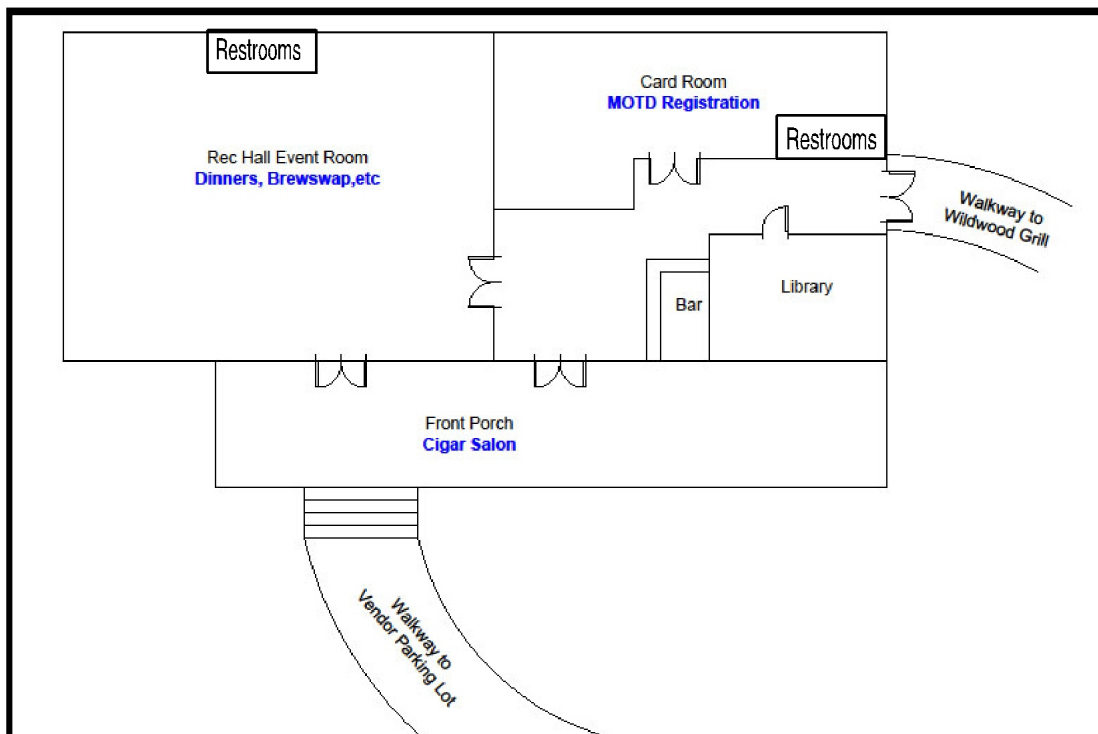 Restrooms
Card Room
MOTD Registration
Restrooms
Rec Hall Event Room
Dinners, Brewswap,etc
Walkway to
Wildwood Grill
Library
Bar
Front Porch
Cigar Salon
Walkway to
Vendor Parking Lot